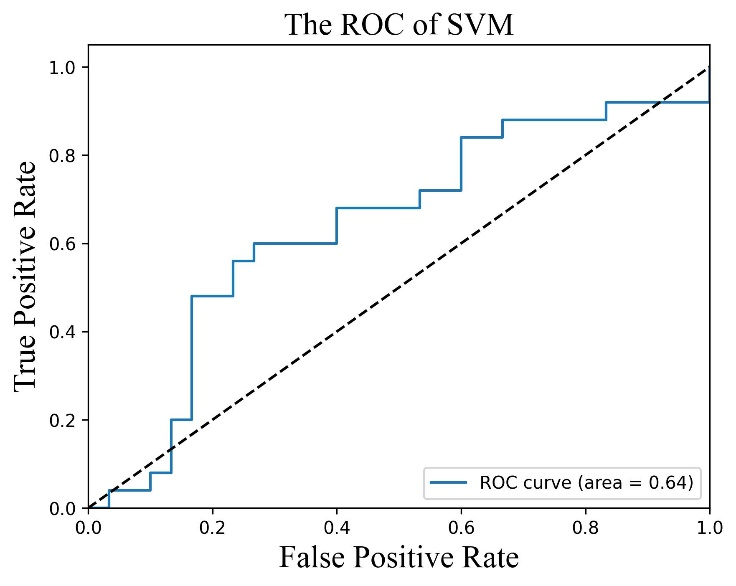 The ROC of SVM
1.0
0.8
0.6
0.4
0.2
0.0
True Positive Rate
ROC curve (area = 0.64)
0.0 0.2 0.4 0.6 0.8 1.0
False Positive Rate